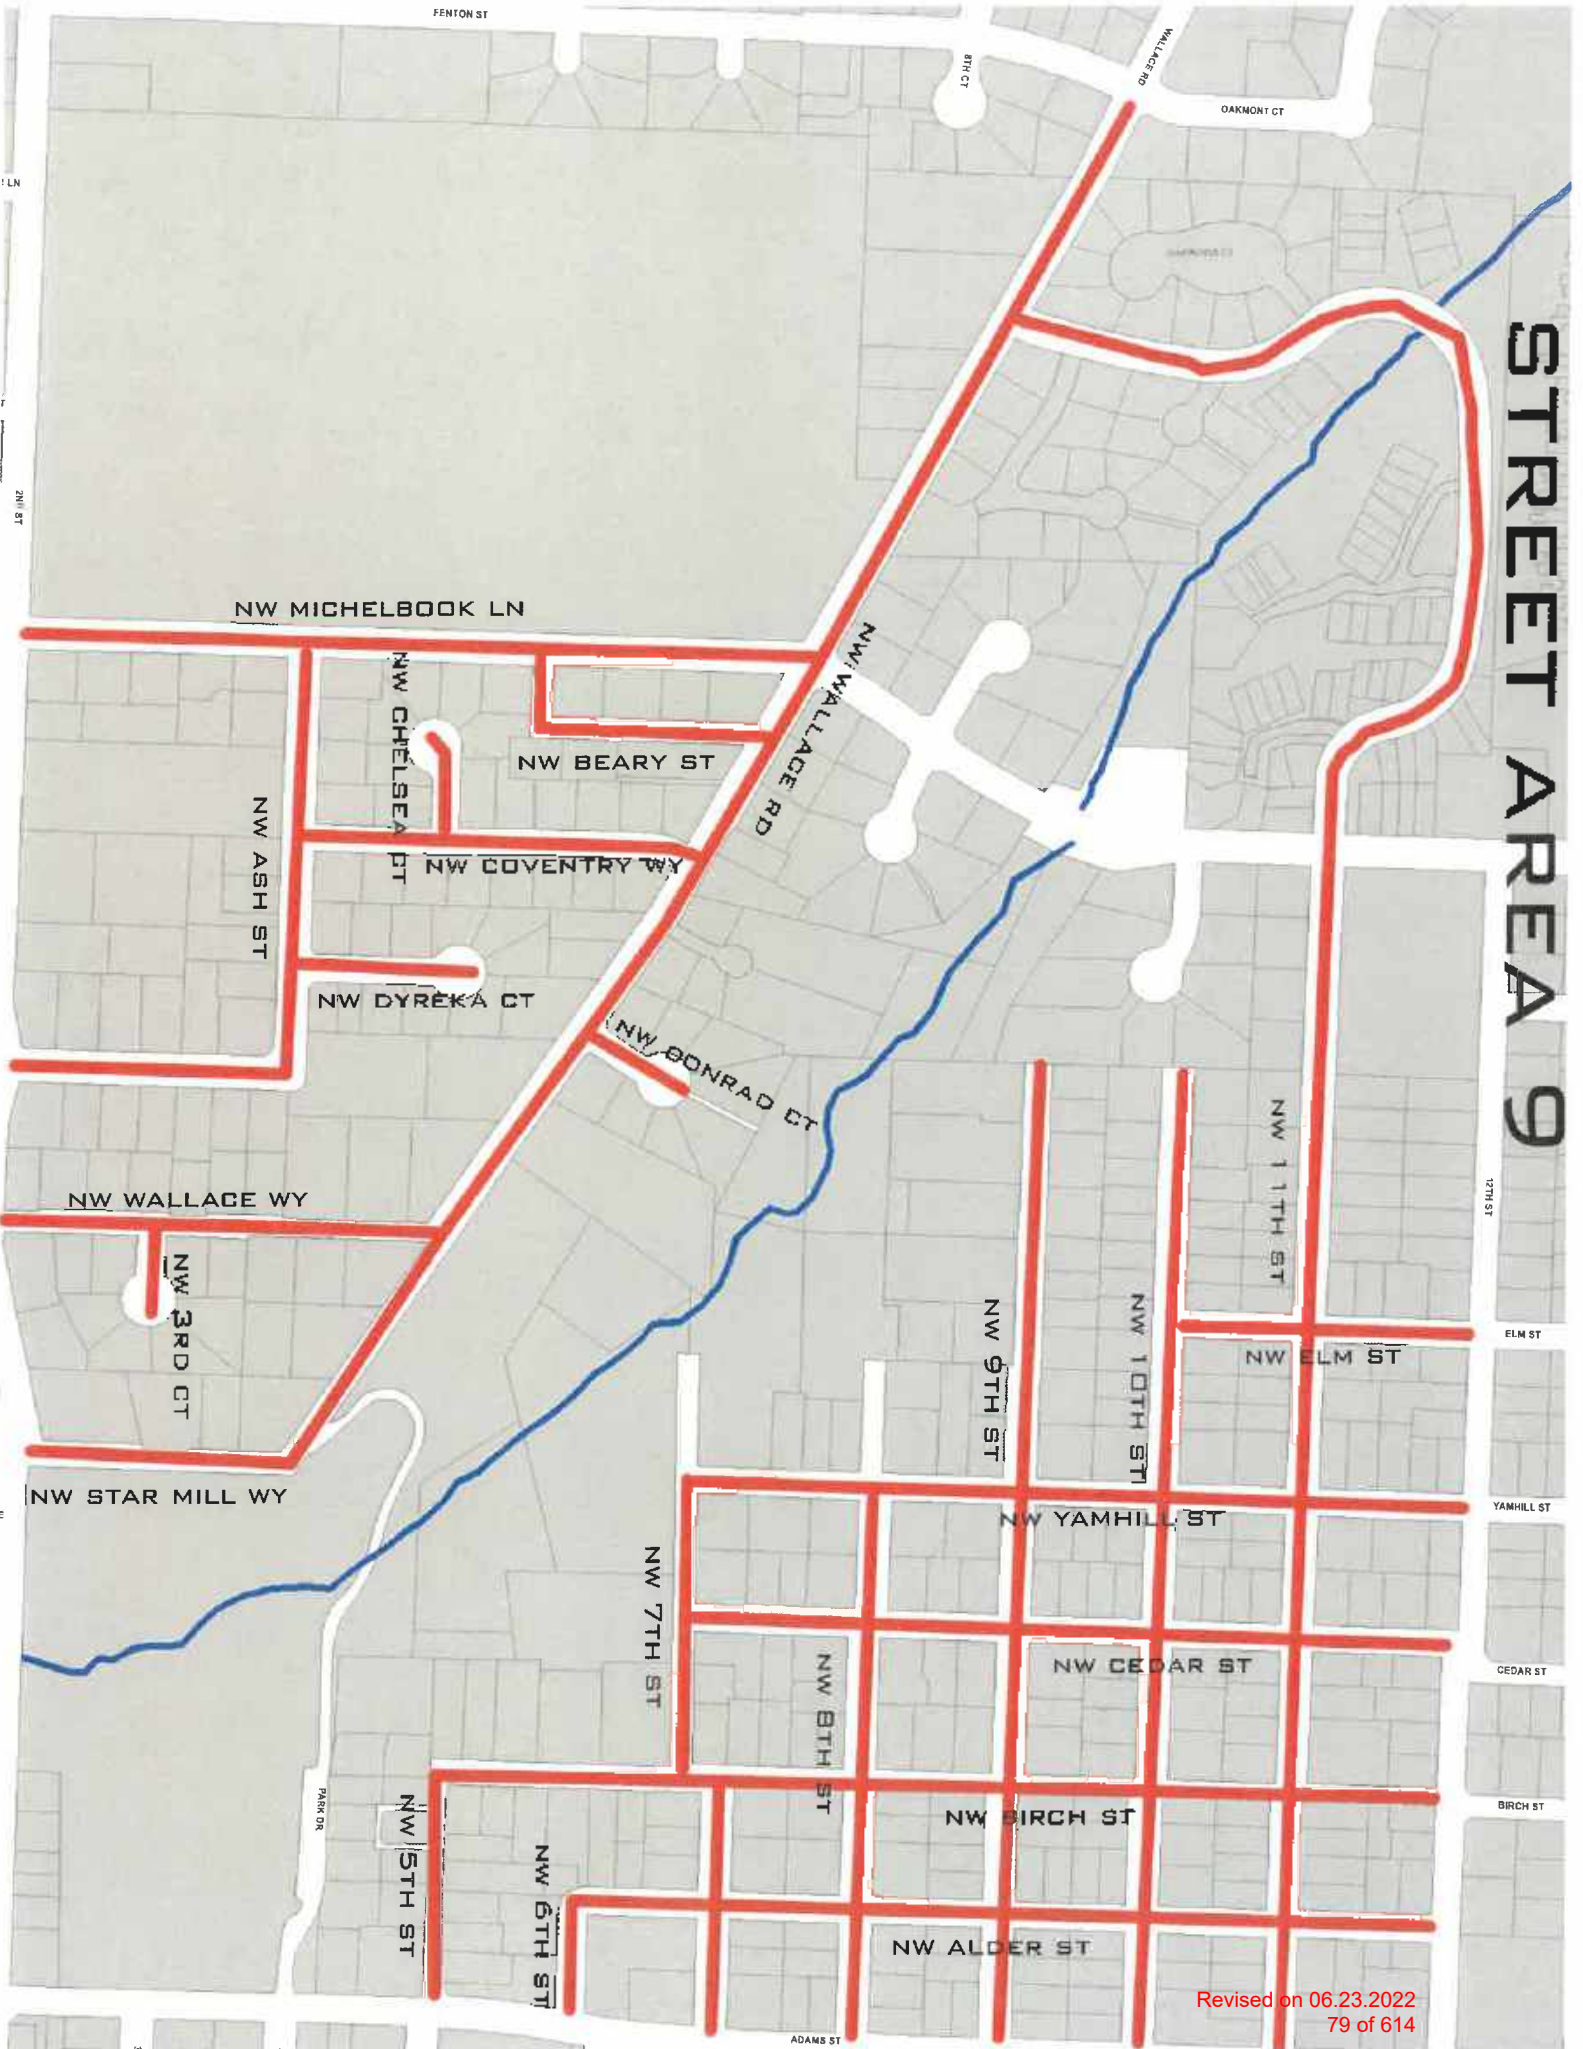 FENTON ST
WALLACE RD
8TH CT
OAKMONT CT
STREET AREA 9
LN
2ND ST
NW MICHELBOOK LN
NW CHELSEA CT
NW WALLACE RD
NW BEARY ST
NW ASH ST
NW COVENTRY WY
NW DYREKA CT
NW DONRAD CT
NW 11TH ST
12TH ST
NW WALLACE WY
NW 3RD CT
NW 9TH ST
NW 10TH ST
ELM ST
NW ELM ST
NW STAR MILL WY
YAMHILL ST
NW YAMHILL ST
NW 7TH ST
NW 8TH ST
NW CEDAR ST
CEDAR ST
PARK DR
NW 5TH ST
NW BIRCH ST
BIRCH ST
NW 6TH ST
NW ALDER ST
Revised on 06.23.2022
79 of 614
ADAMS ST